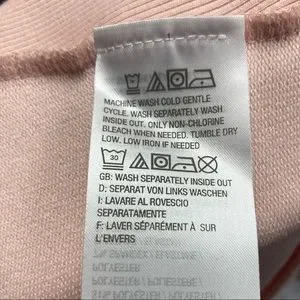 MACHINE WASH COLD GENTLE
CYCLE. WASH SEPARATELY WASH
INSIDE OUT. ONLY NON-CHLORINE
BLEACH WHEN NEEDED. TUMBLE DRY
LOW. LOW IRON IF NEEDED
30
GB: WASH SEPARATELY INSIDE OUT
D: SEPARAT VON LINKS WASCHEN
I: LAVARE AL ROVESCIO
SEPARATAMENTE
F: LAVER SÉPARÉMENT À
L'ENVERS